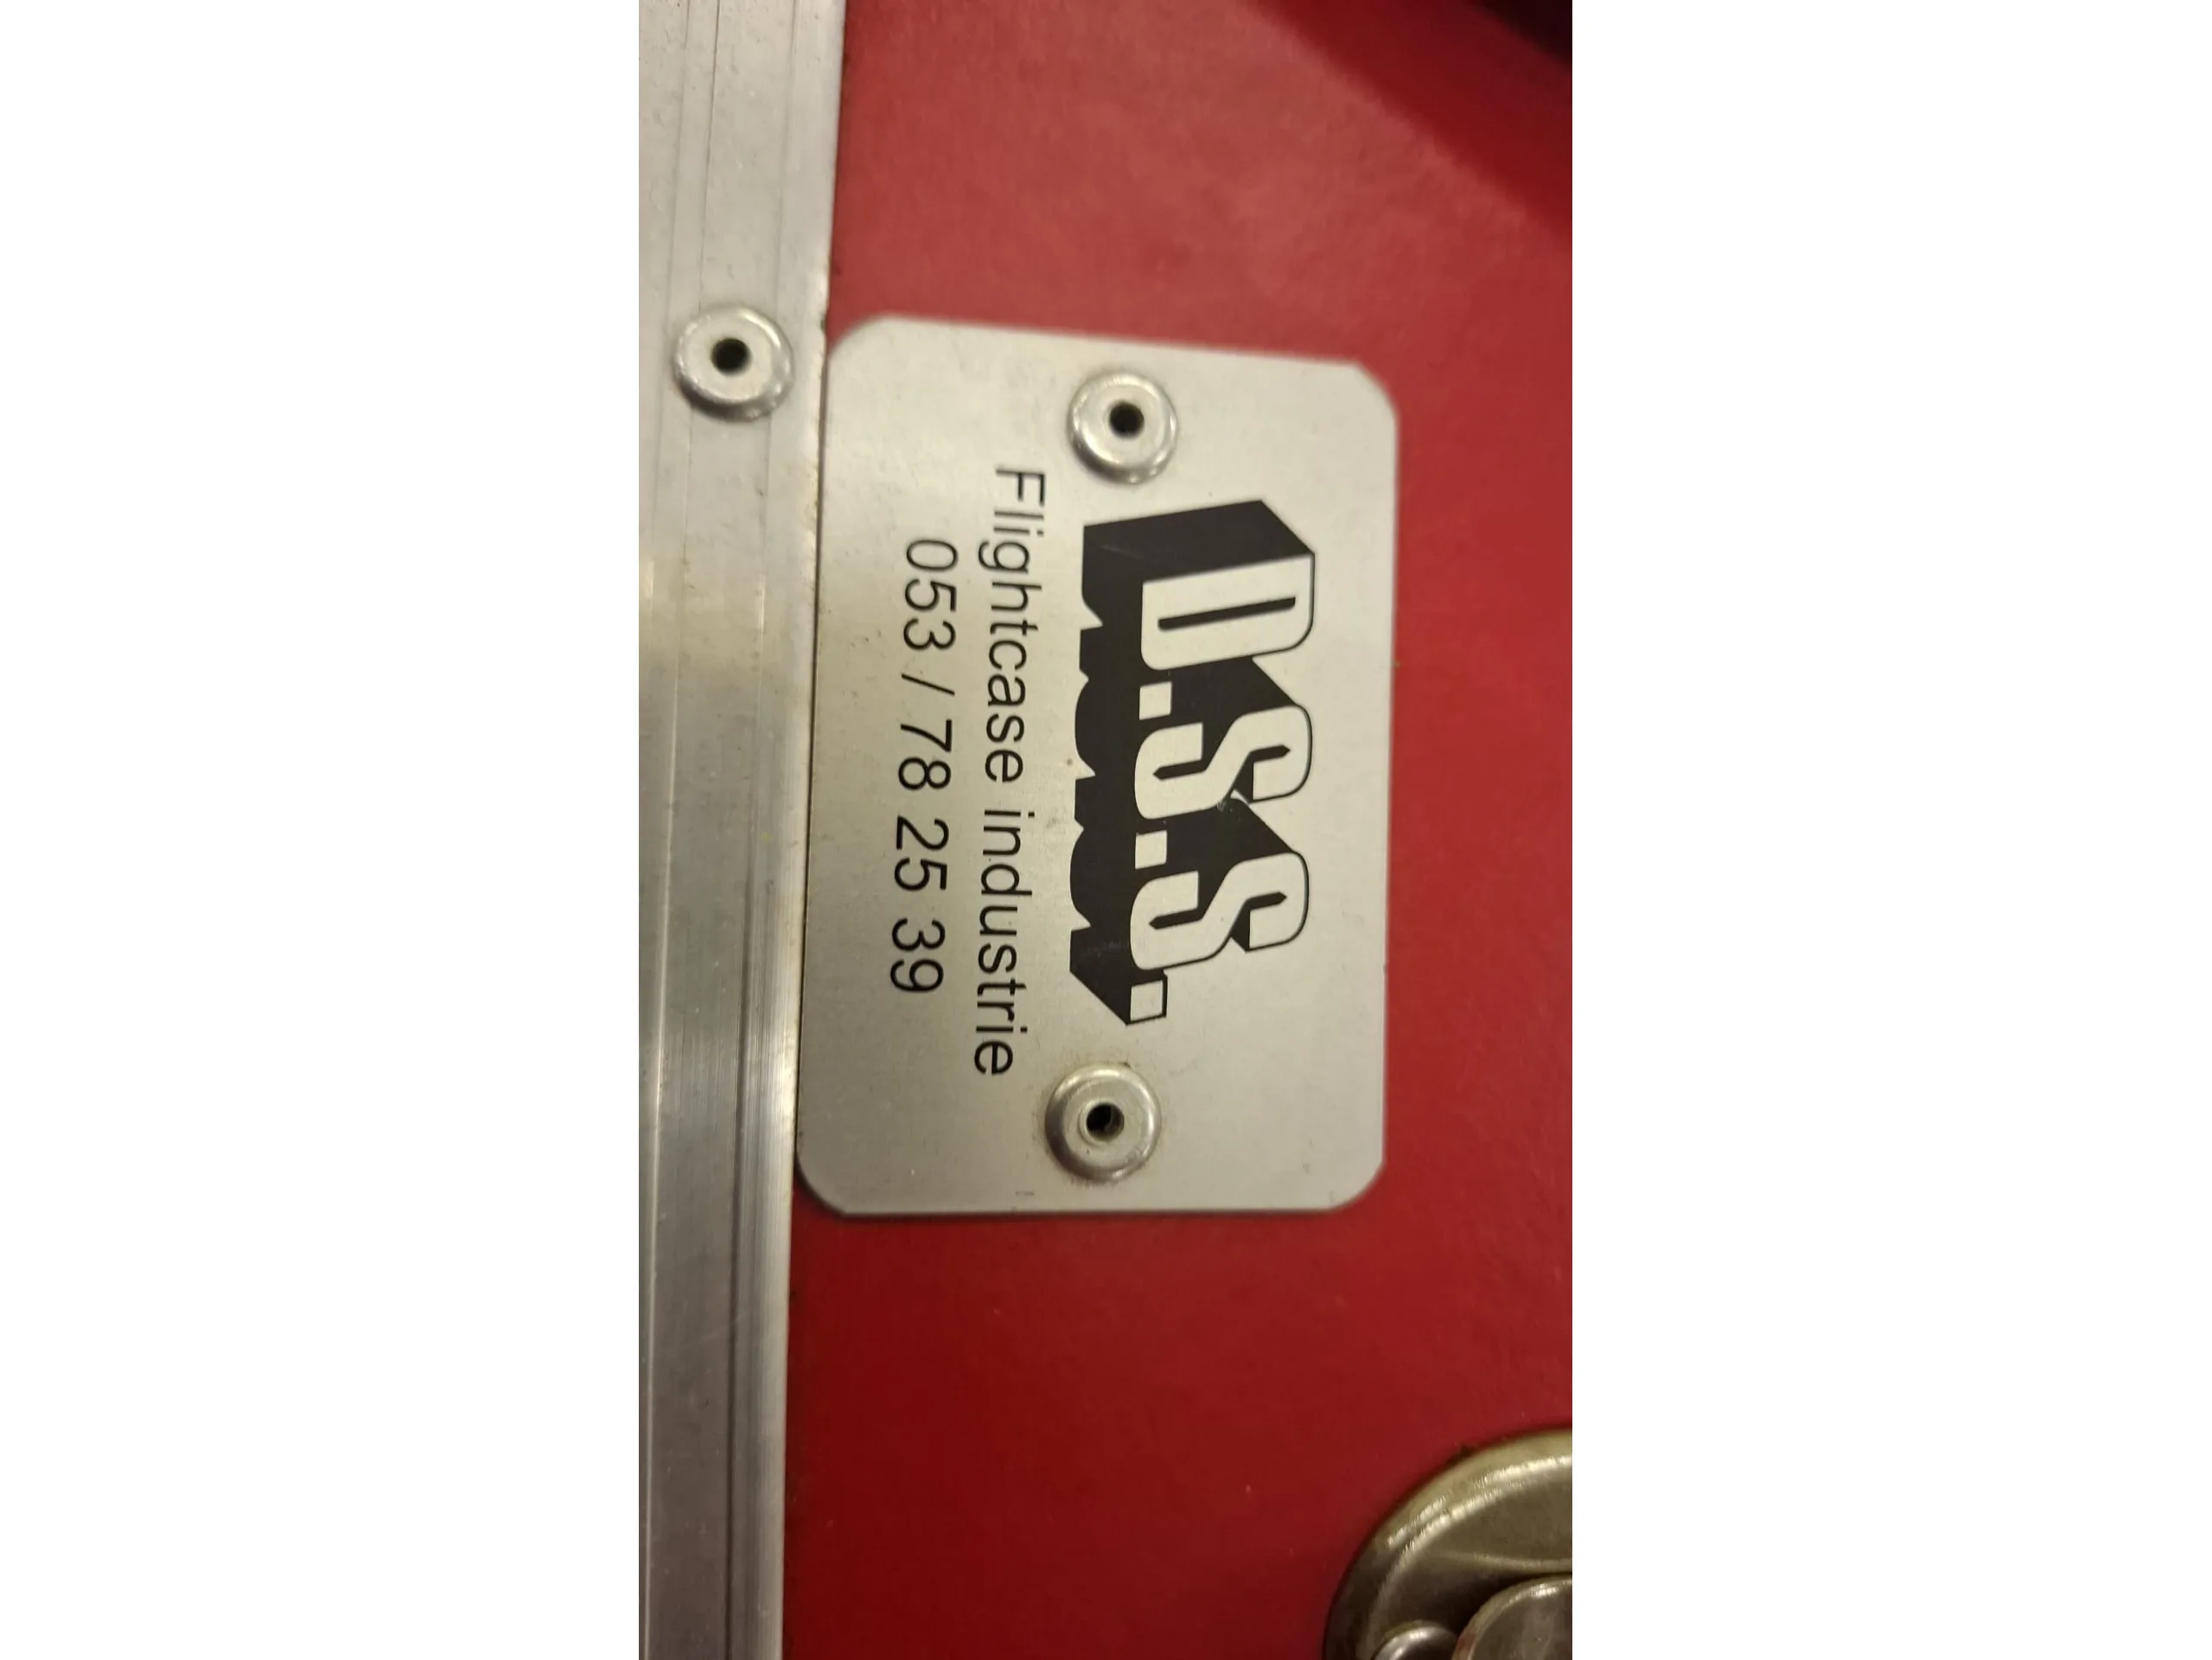 D.S.S.
Flightcase industrie
053 / 78 25 39